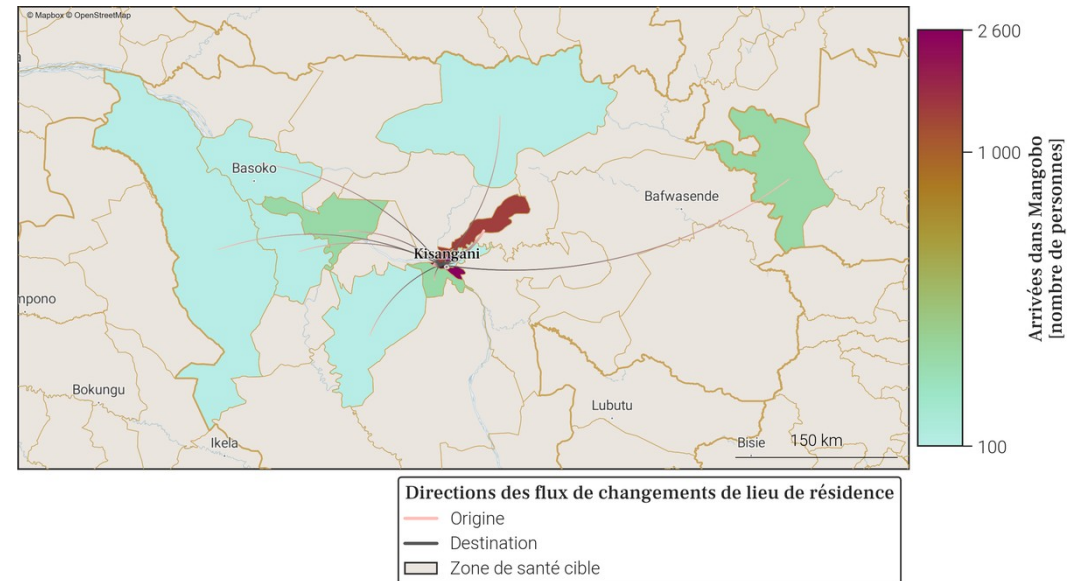 © Mapbox © OpenStreetMap
Basoko
Bafwasende
Kisangani
mpono
Bokungu
Ikela
Lubutu
Bisie
150 km
2 600
1 000
100
Arrivées dans Mangobo
[nombre de personnes]
Directions des flux de changements de lieu de résidence
Origine
Destination
Zone de santé cible